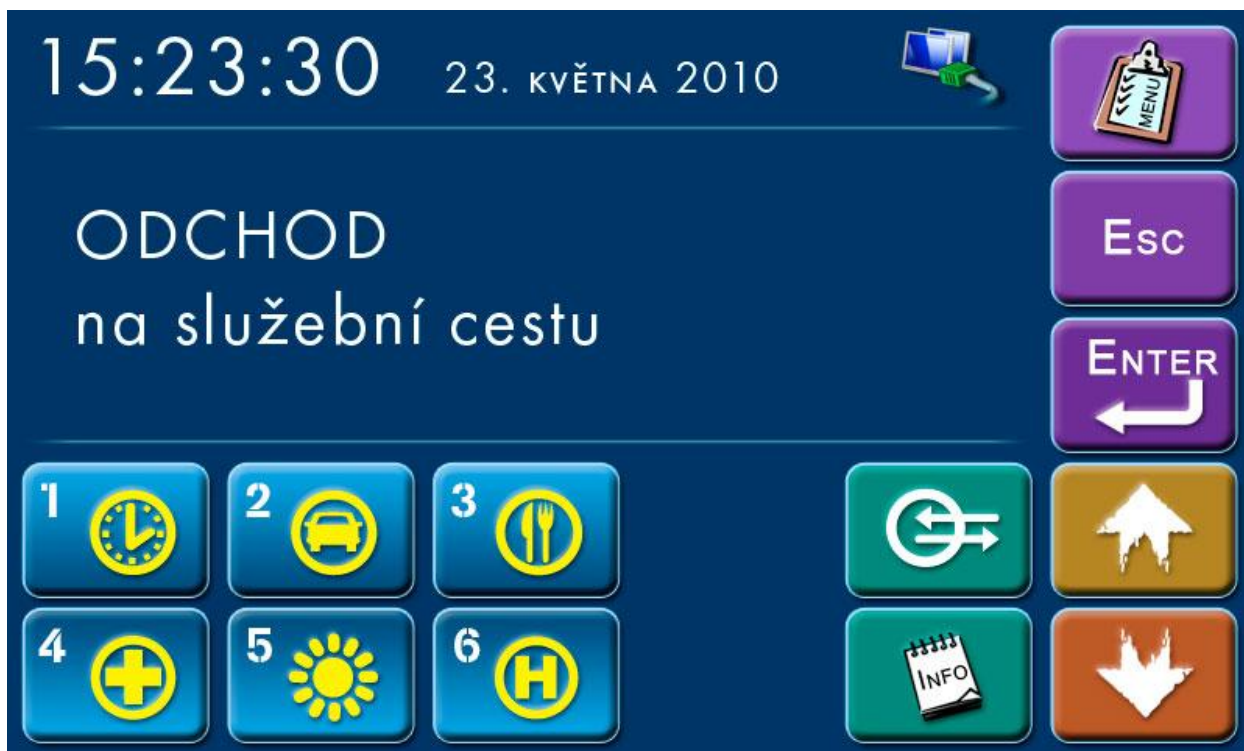 15:23:30 23. KVĚTNA 2010
MENU
ODCHOD
na služební cestu
Esc
ENTER
1 2 3
4 5 6 H
INFO